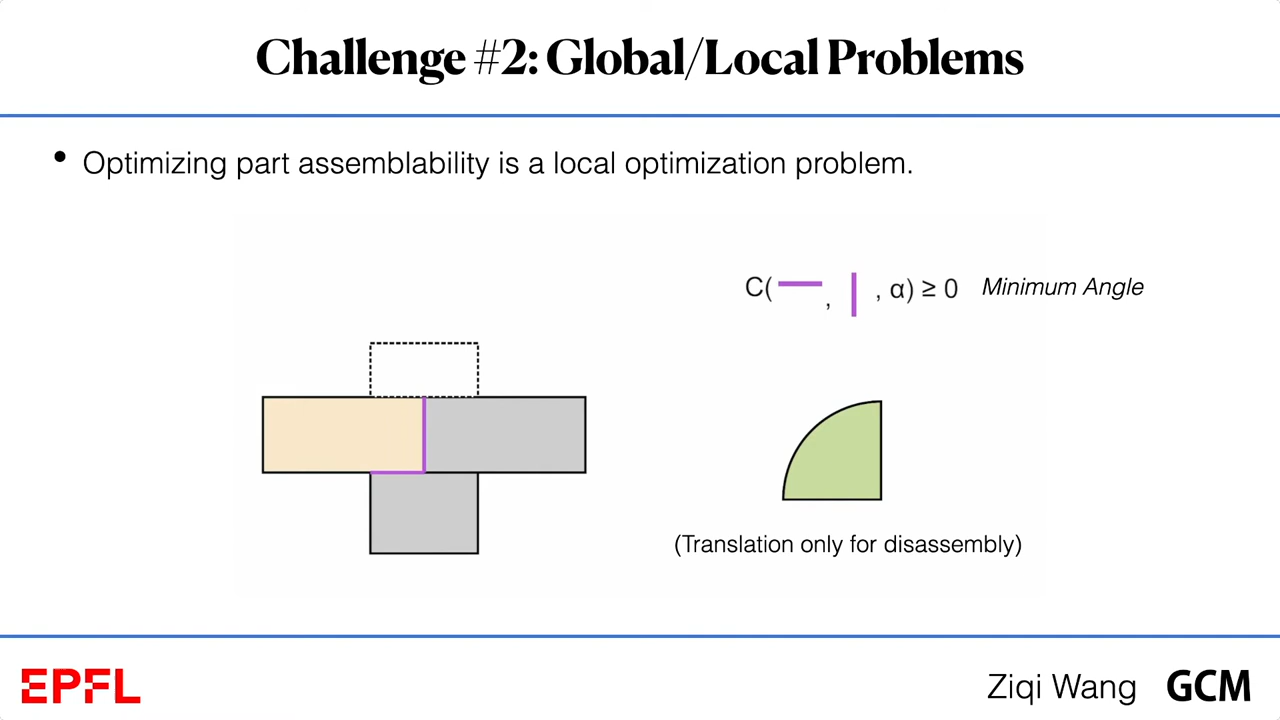 Challenge #2: Global/Local Problems
• Optimizing part assemblability is a local optimization problem.
C( , , α) ≥ 0 Minimum Angle
(Translation only for disassembly)
EPFL
Ziqi Wang GCM